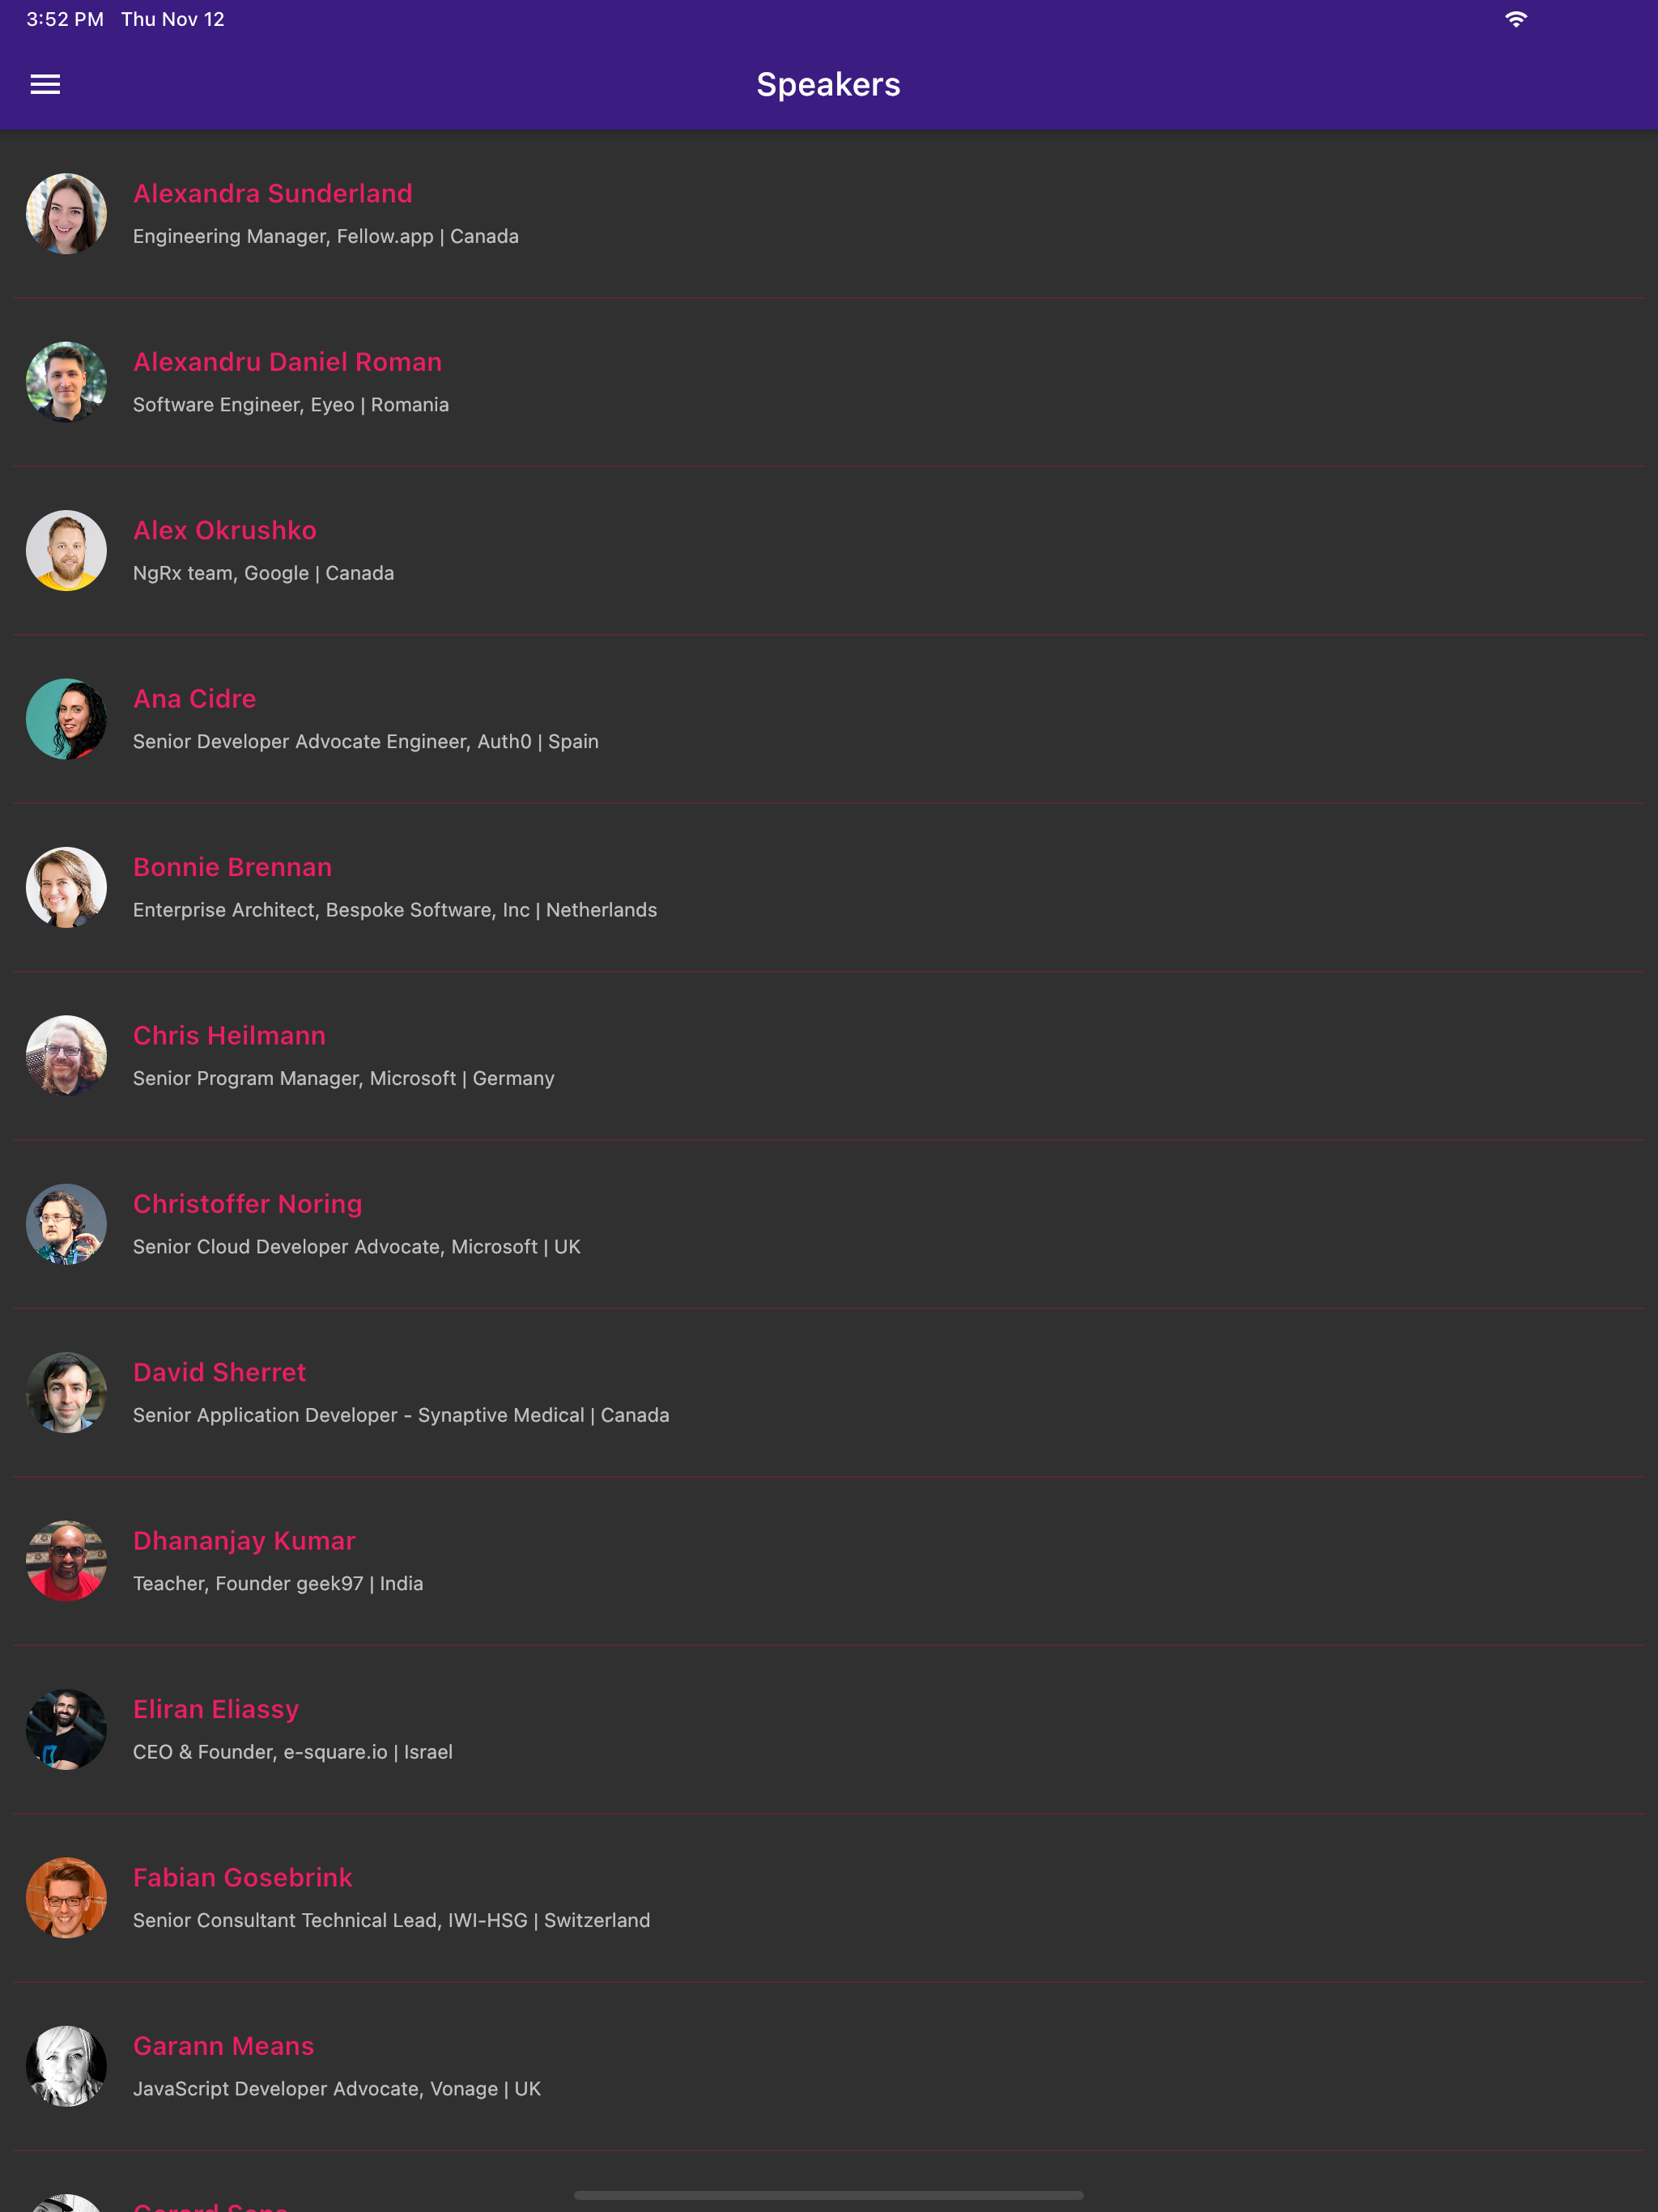 3:52 PM Thu Nov 12
Speakers
Alexandra Sunderland
Engineering Manager, Fellow.app | Canada
Alexandru Daniel Roman
Software Engineer, Eyeo | Romania
Alex Okrushko
NgRx team, Google | Canada
Ana Cidre
Senior Developer Advocate Engineer, Auth0 | Spain
Bonnie Brennan
Enterprise Architect, Bespoke Software, Inc | Netherlands
Chris Heilmann
Senior Program Manager, Microsoft | Germany
Christoffer Noring
Senior Cloud Developer Advocate, Microsoft | UK
David Sherret
Senior Application Developer - Synaptive Medical | Canada
Dhananjay Kumar
Teacher, Founder geek97 | India
Eliran Eliassy
CEO & Founder, e-square.io | Israel
Fabian Gosebrink
Senior Consultant Technical Lead, IWI-HSG | Switzerland
Garann Means
JavaScript Developer Advocate, Vonage | UK